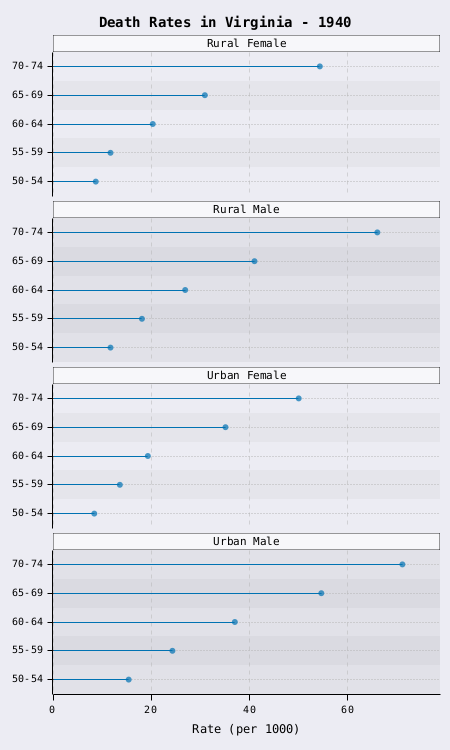 Death Rates in Virginia - 1940
Rural Female
70-74
65-69
60-64
55-59
50-54
Rural Male
70-74
65-69
60-64
55-59
50-54
Urban Female
70-74
65-69
60-64
55-59
50-54
Urban Male
70-74
65-69
60-64
55-59
50-54
0 20 40 60
Rate (per 1000)